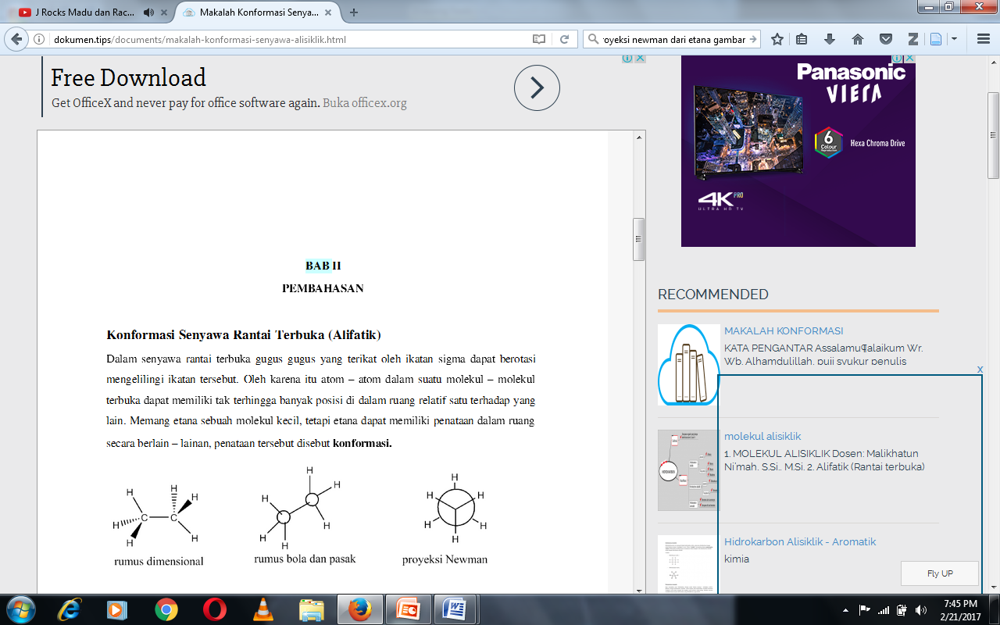 J Rocks Madu dan Rac...
Makalah Konformasi Senya...
dokumen.tips/documents/makalah-konformasi-senyawa-alisiklik.html
royeksi newman dari etana gambar
Free Download
Get OfficeX and never pay for office software again. Buka officex.org
Panasonic
VIERA
6
Colour
Hexa Chroma Drive
4K PRO
ULTRA HD TV
BAB II
PEMBAHASAN
Konformasi Senyawa Rantai Terbuka (Alifatik)
Dalam senyawa rantai terbuka gugus gugus yang terikat oleh ikatan sigma dapat berotasi
mengelilingi ikatan tersebut. Oleh karena itu atom – atom dalam suatu molekul – molekul
terbuka dapat memiliki tak terhingga banyak posisi di dalam ruang relatif satu terhadap yang
lain. Memang etana sebuah molekul kecil, tetapi etana dapat memiliki penataan dalam ruang
secara berlain – lainan, penataan tersebut disebut konformasi.
H H H H C C H H
H H H H H H
H H H H H H
rumus dimensional
rumus bola dan pasak
proyeksi Newman
RECOMMENDED
MAKALAH KONFORMASI
KATA PENGANTAR Assalamu¶alaikum Wr.
Wb. Alhamdulillah, puji syukur penulis
x
molekul alisiklik
1. MOLEKUL ALISIKLIK Dosen: Malikhatun
Ni'mah, S.Si., M.Si. 2. Alifatik (Rantai terbuka)
Hidrokarbon Alisiklik - Aromatik
kimia
Fly UP
7:45 PM
2/21/2017